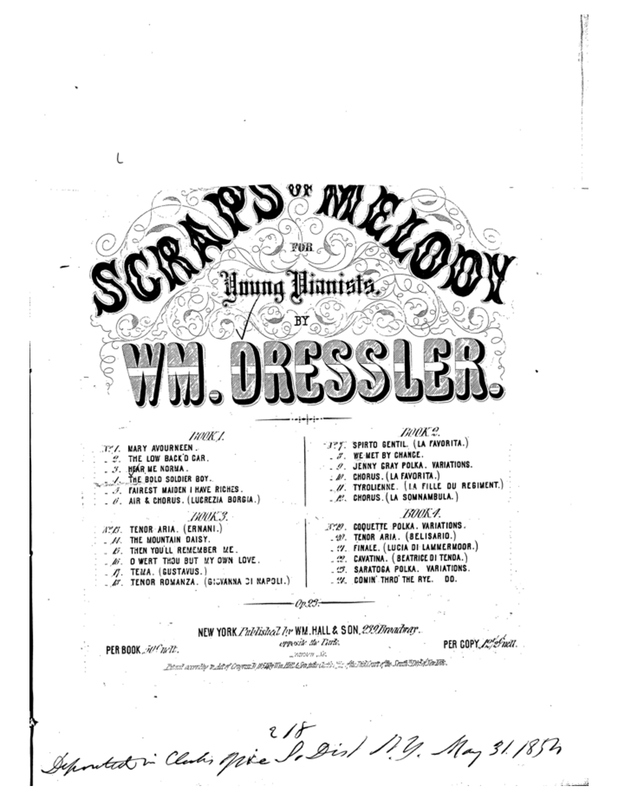 SCRAPS OF MELODY
FOR
Young Pianists.
BY
WM. DRESSLER.
BOOK 1.
No. 1. MARY AVOURNEEN.
2. THE LOW BACK'D CAR.
3. HEAR ME NORMA.
4. THE BOLD SOLDIER BOY.
5. FAIREST MAIDEN I HAVE RICHES.
6. AIR & CHORUS. (LUCREZIA BORGIA.)
BOOK 2.
No. 7. SPIRTO GENTIL. (LA FAVORITA.)
8. WE MET BY CHANCE.
9. JENNY GRAY POLKA. VARIATIONS.
10. CHORUS. (LA FAVORITA.)
11. TYROLIENNE. (LA FILLE DU REGIMENT.)
12. CHORUS. (LA SOMNAMBULA.)
BOOK 3.
No. 13. TENOR ARIA. (ERNANI.)
14. THE MOUNTAIN DAISY.
15. THEN YOU'LL REMEMBER ME.
16. O WERT THOU BUT MY OWN LOVE.
17. TEMA. (GUSTAVUS.)
18. TENOR ROMANZA. (GIOVANNA DI NAPOLI.)
BOOK 4.
No. 19. COQUETTE POLKA. VARIATIONS.
20. TENOR ARIA. (BELISARIO.)
21. FINALE. (LUCIA DI LAMMERMOOR.)
22. CAVATINA. (BEATRICE DI TENDA.)
23. SARATOGA POLKA. VARIATIONS.
24. COMIN' THRO' THE RYE. DO.
Op. 23.
NEW YORK Published by WM. HALL & SON, 239 Broadway.
opposite the Park.
PER BOOK 50 Cts nett.
PER COPY 12½ Cts nett.
218
Deposited in Clerks office So. Dist N.Y. May 31. 1854